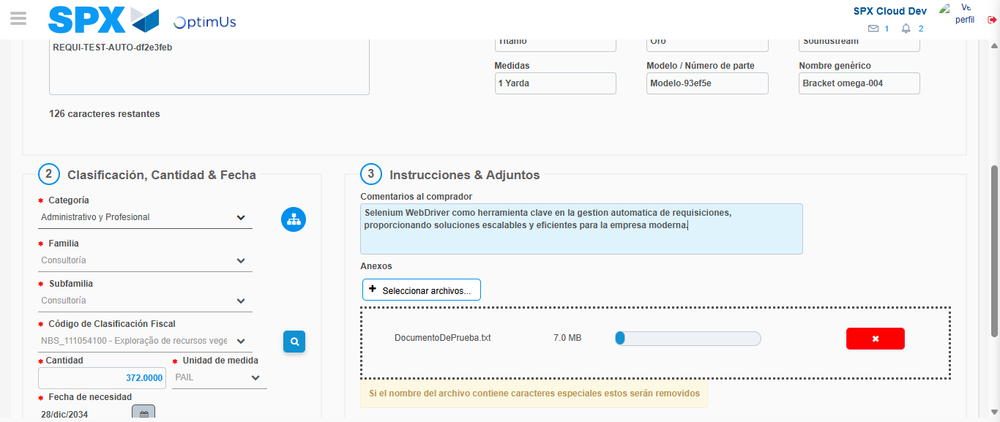 SPX OptimUs
SPX Cloud Dev
Ve
perfil
1 2
REQUI-TEST-AUTO-df2e3feb
Titanio
Oro
Soundstream
Medidas
Modelo / Número de parte
Nombre genérico
1 Yarda
Modelo-93ef5e
Bracket omega-004
126 caracteres restantes
2 Clasificación, Cantidad & Fecha
* Categoría
Administrativo y Profesional
* Familia
Consultoría
* Subfamilia
Consultoría
* Código de Clasificación Fiscal
NBS_111054100 - Exploração de recursos vege
* Cantidad
* Unidad de medida
372.0000
PAIL
* Fecha de necesidad
28/dic/2034
3 Instrucciones & Adjuntos
Comentarios al comprador
Selenium WebDriver como herramienta clave en la gestion automatica de requisiciones,
proporcionando soluciones escalables y eficientes para la empresa moderna.
Anexos
+ Seleccionar archivos...
DocumentoDePrueba.txt
7.0 MB
Si el nombre del archivo contiene caracteres especiales estos serán removidos